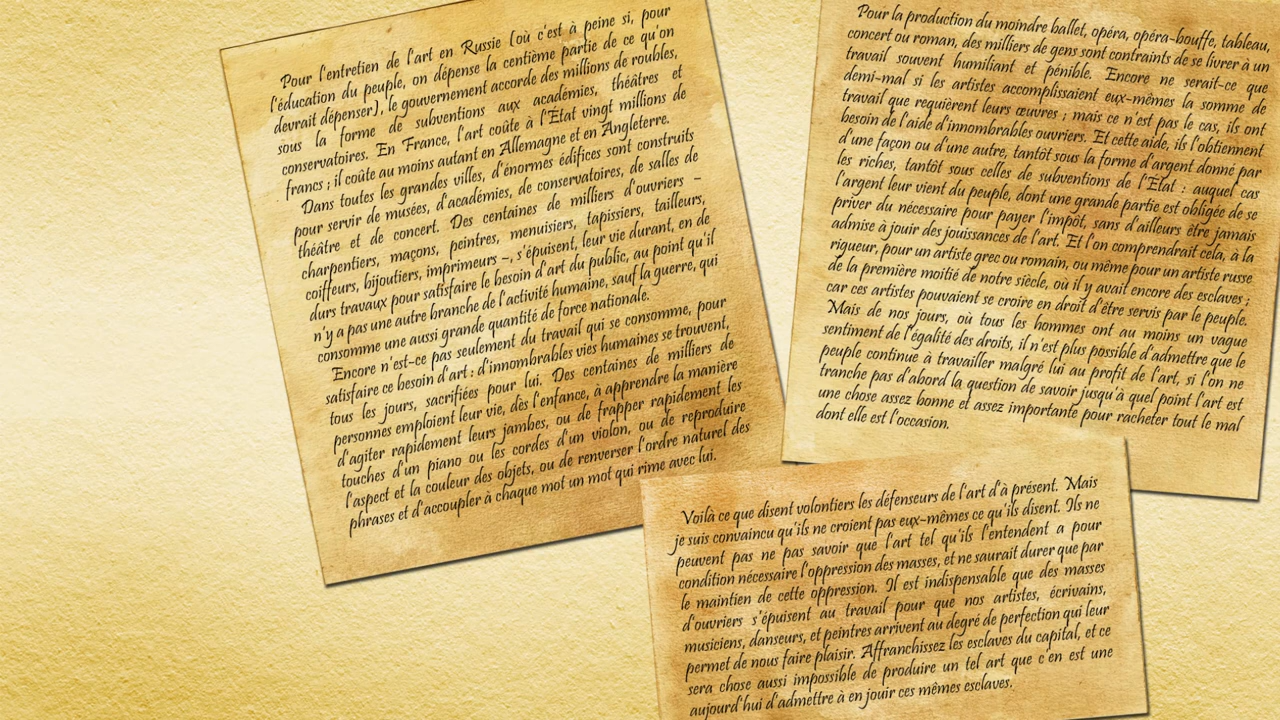 Pour l'entretien de l'art en Russie (où c'est à peine si, pour
l'éducation du peuple, on dépense la centième partie de ce qu'on
devrait dépenser), le gouvernement accorde des millions de roubles,
sous la forme de subventions aux académies, théâtres et
conservatoires. En France, l'art coûte à l'État vingt millions de
francs ; il coûte au moins autant en Allemagne et en Angleterre.
Dans toutes les grandes villes, d'énormes édifices sont construits
pour servir de musées, d'académies, de conservatoires, de salles de
théâtre et de concert. Des centaines de milliers d'ouvriers –
charpentiers, maçons, peintres, menuisiers, tapissiers, tailleurs,
coiffeurs, bijoutiers, imprimeurs –, s'épuisent, leur vie durant, en de
durs travaux pour satisfaire le besoin d'art du public, au point qu'il
n'y a pas une autre branche de l'activité humaine, sauf la guerre, qui
consomme une aussi grande quantité de force nationale.
Encore n'est-ce pas seulement du travail qui se consomme, pour
satisfaire ce besoin d'art : d'innombrables vies humaines se trouvent,
tous les jours, sacrifiées pour lui. Des centaines de milliers de
personnes emploient leur vie, dès l'enfance, à apprendre la manière
d'agiter rapidement leurs jambes, ou de frapper rapidement les
touches d'un piano ou les cordes d'un violon, ou de reproduire
l'aspect et la couleur des objets, ou de renverser l'ordre naturel des
phrases et d'accoupler à chaque mot un mot qui rime avec lui.
Pour la production du moindre ballet, opéra, opéra-bouffe, tableau,
concert ou roman, des milliers de gens sont contraints de se livrer à un
travail souvent humiliant et pénible. Encore ne serait-ce que
demi-mal si les artistes accomplissaient eux-mêmes la somme de
travail que requièrent leurs œuvres ; mais ce n'est pas le cas, ils ont
besoin de l'aide d'innombrables ouvriers. Et cette aide, ils l'obtiennent
d'une façon ou d'une autre, tantôt sous la forme d'argent donné par
les riches, tantôt sous celles de subventions de l'État : auquel cas
l'argent leur vient du peuple, dont une grande partie est obligée de se
priver du nécessaire pour payer l'impôt, sans d'ailleurs être jamais
admise à jouir des jouissances de l'art. Et l'on comprendrait cela, à la
rigueur, pour un artiste grec ou romain, ou même pour un artiste russe
de la première moitié de notre siècle, où il y avait encore des esclaves ;
car ces artistes pouvaient se croire en droit d'être servis par le peuple.
Mais de nos jours, où tous les hommes ont au moins un vague
sentiment de l'égalité des droits, il n'est plus possible d'admettre que le
peuple continue à travailler malgré lui au profit de l'art, si l'on ne
tranche pas d'abord la question de savoir jusqu'à quel point l'art est
une chose assez bonne et assez importante pour racheter tout le mal
dont elle est l'occasion.
Voilà ce que disent volontiers les défenseurs de l'art d'à présent. Mais
je suis convaincu qu'ils ne croient pas eux-mêmes ce qu'ils disent. Ils ne
peuvent pas ne pas savoir que l'art tel qu'ils l'entendent a pour
condition nécessaire l'oppression des masses, et ne saurait durer que par
le maintien de cette oppression. Il est indispensable que des masses
d'ouvriers s'épuisent au travail pour que nos artistes, écrivains,
musiciens, danseurs, et peintres arrivent au degré de perfection qui leur
permet de nous faire plaisir. Affranchissez les esclaves du capital, et ce
sera chose aussi impossible de produire un tel art que c'en est une
aujourd'hui d'admettre à en jouir ces mêmes esclaves.